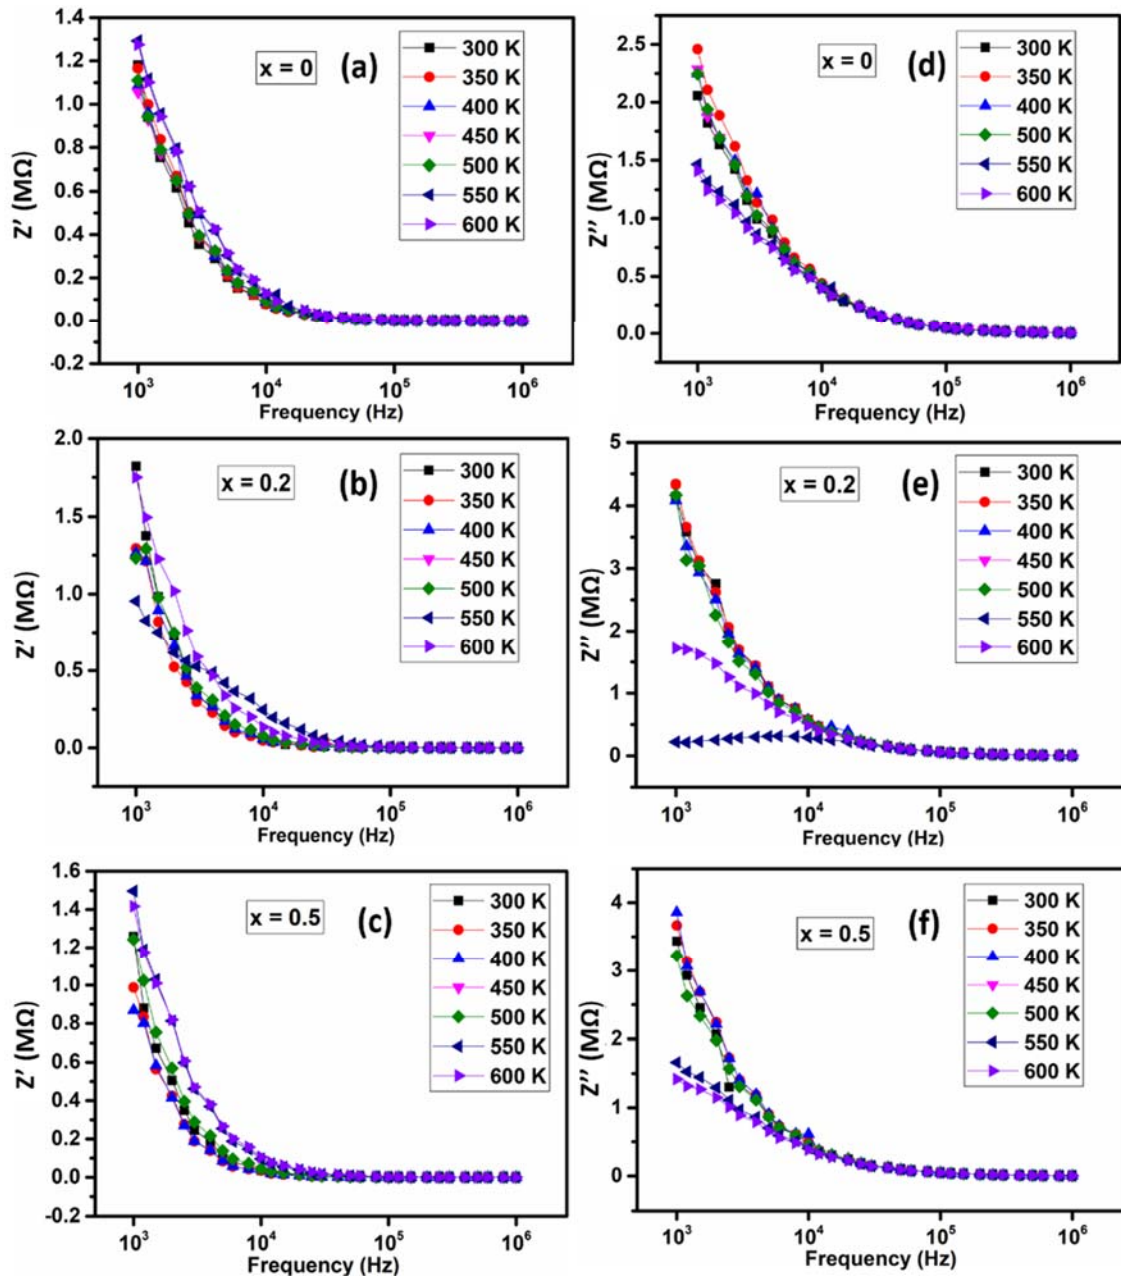 1.4
1.2
1.0
0.8
0.6
0.4
0.2
0.0
-0.2
Z′ (MΩ)
x = 0
(a)
300 K
350 K
400 K
450 K
500 K
550 K
600 K
10³ 10⁴ 10⁵ 10⁶
Frequency (Hz)
2.5
2.0
1.5
1.0
0.5
0.0
Z′′ (MΩ)
x = 0
(d)
300 K
350 K
400 K
500 K
550 K
600 K
10³ 10⁴ 10⁵ 10⁶
Frequency (Hz)
2.0
1.5
1.0
0.5
0.0
Z′ (MΩ)
x = 0.2
(b)
300 K
350 K
400 K
450 K
500 K
550 K
600 K
10³ 10⁴ 10⁵ 10⁶
Frequency (Hz)
5
4
3
2
1
0
Z′′ (MΩ)
x = 0.2
(e)
300 K
350 K
400 K
450 K
500 K
550 K
600 K
10³ 10⁴ 10⁵ 10⁶
Frequency (Hz)
1.6
1.4
1.2
1.0
0.8
0.6
0.4
0.2
0.0
-0.2
Z′ (MΩ)
x = 0.5
(c)
300 K
350 K
400 K
450 K
500 K
550 K
600 K
10³ 10⁴ 10⁵ 10⁶
Frequency (Hz)
4
3
2
1
0
Z′′ (MΩ)
x = 0.5
(f)
300 K
350 K
400 K
450 K
500 K
550 K
600 K
10³ 10⁴ 10⁵ 10⁶
Frequency (Hz)